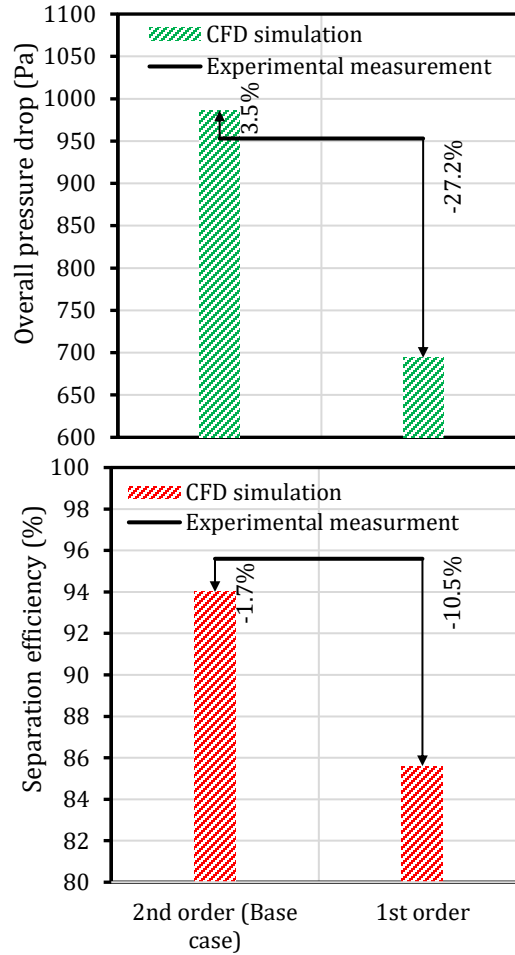 1100
1050
1000
950
900
850
800
750
700
650
600
Overall pressure drop (Pa)
CFD simulation
Experimental measurement
3.5%
-27.2%
100
98
96
94
92
90
88
86
84
82
80
Separation efficiency (%)
CFD simulation
Experimental measurment
-1.7%
-10.5%
2nd order (Base
case)
1st order